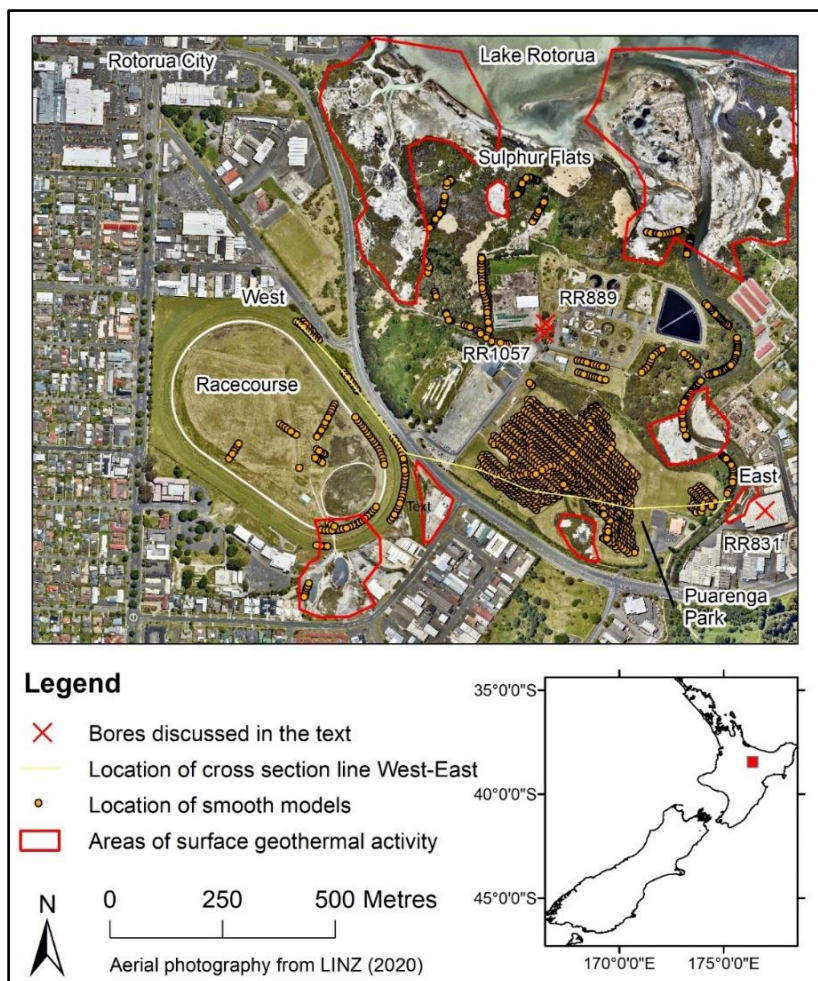 Rotorua City
Lake Rotorua
Sulphur Flats
West
RR889
RR1057
Racecourse
Text
East
RR831
Puarenga
Park
Legend
Bores discussed in the text
Location of cross section line West-East
Location of smooth models
Areas of surface geothermal activity
N
0 250 500 Metres
Aerial photography from LINZ (2020)
35°0'0"S
40°0'0"S
45°0'0"S
170°0'0"E 175°0'0"E